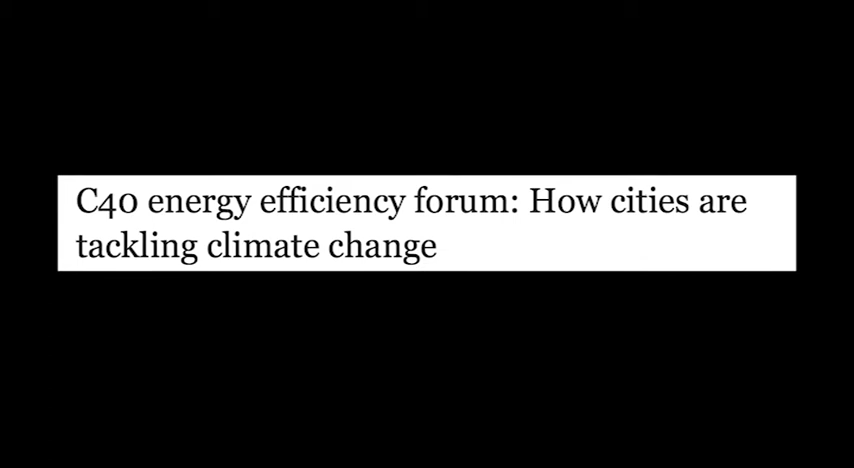 C40 energy efficiency forum: How cities are
tackling climate change